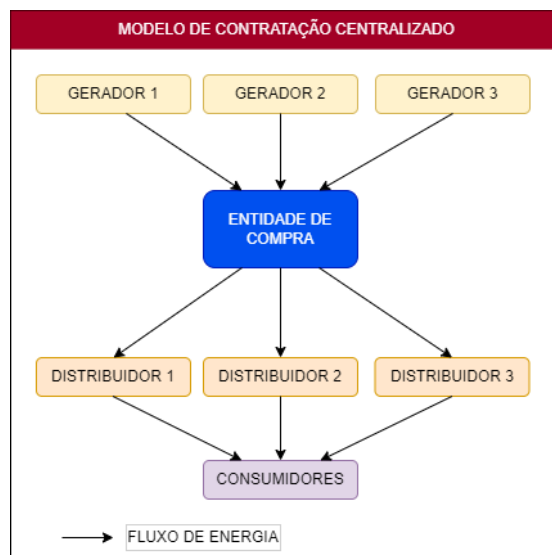 MODELO DE CONTRATAÇÃO CENTRALIZADO
GERADOR 1
GERADOR 2
GERADOR 3
ENTIDADE DE
COMPRA
DISTRIBUIDOR 1
DISTRIBUIDOR 2
DISTRIBUIDOR 3
CONSUMIDORES
FLUXO DE ENERGIA